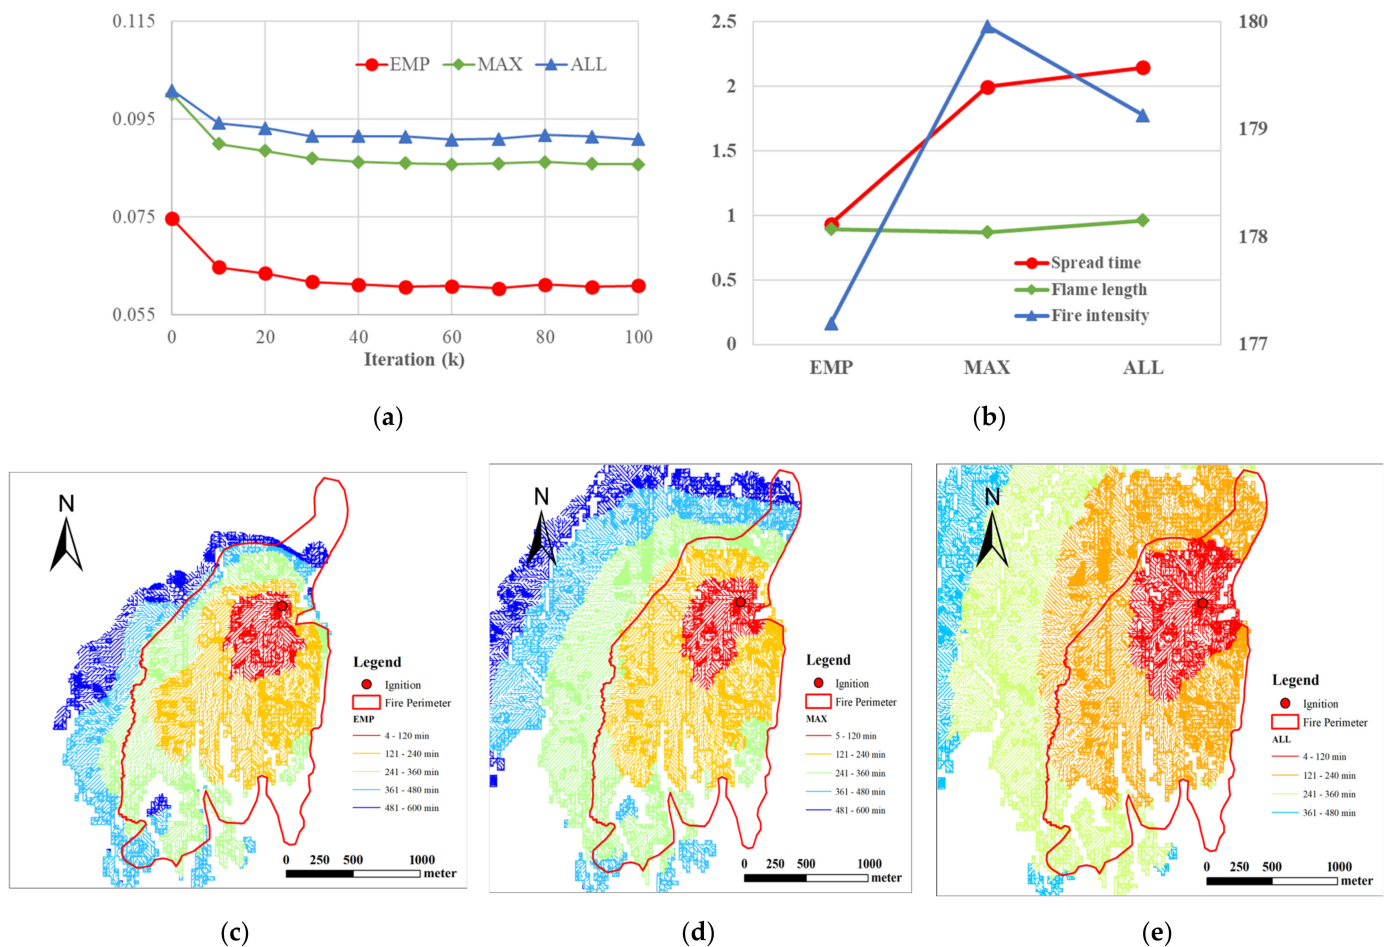 0.115
0.095
0.075
0.055
EMP MAX ALL
0 20 40 60 80 100
Iteration (k)
(a)
2.5
2
1.5
1
0.5
0
180
179
178
177
Spread time
Flame length
Fire intensity
EMP MAX ALL
(b)
N
Legend
Ignition
Fire Perimeter
EMP
4 - 120 min
121 - 240 min
241 - 360 min
361 - 480 min
481 - 600 min
0 250 500 1000
meter
(c)
N
Legend
Ignition
Fire Perimeter
MAX
5 - 120 min
121 - 240 min
241 - 360 min
361 - 480 min
481 - 600 min
0 250 500 1000
meter
(d)
N
Legend
Ignition
Fire Perimeter
ALL
4 - 120 min
121 - 240 min
241 - 360 min
361 - 480 min
0 250 500 1000
meter
(e)